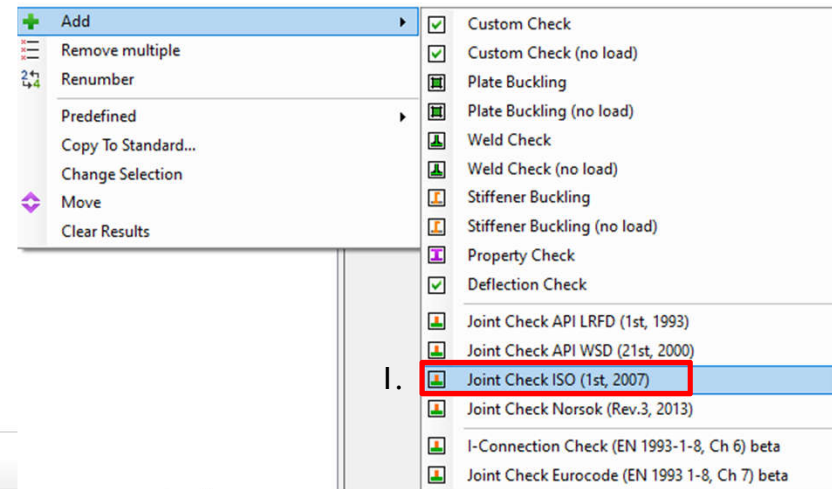 Add
Remove multiple
Renumber
Predefined
Copy To Standard...
Change Selection
Move
Clear Results
Custom Check
Custom Check (no load)
Plate Buckling
Plate Buckling (no load)
Weld Check
Weld Check (no load)
Stiffener Buckling
Stiffener Buckling (no load)
Property Check
Deflection Check
Joint Check API LRFD (1st, 1993)
Joint Check API WSD (21st, 2000)
1. Joint Check ISO (1st, 2007)
Joint Check Norsok (Rev.3, 2013)
I-Connection Check (EN 1993-1-8, Ch 6) beta
Joint Check Eurocode (EN 1993 1-8, Ch 7) beta